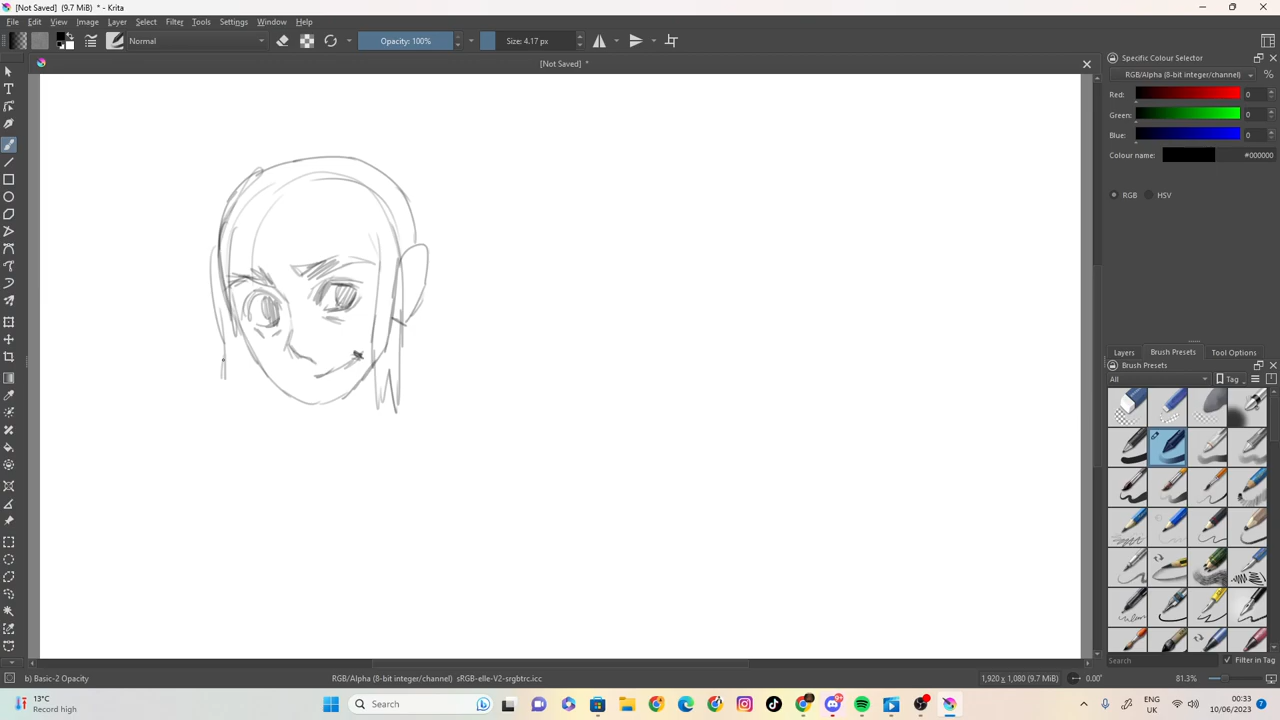 [Not Saved] (9.7 MiB) * - Krita
File Edit View Image Layer Select Filter Tools Settings Window Help
Normal
Opacity: 100%
Size: 4.17 px
[Not Saved] *
Specific Colour Selector
RGB/Alpha (8-bit integer/channel)
%
Red: 0
Green: 0
Blue: 0
Colour name: #000000
RGB HSV
Layers Brush Presets Tool Options
Brush Presets
All
Tag
Search
Filter in Tag
b) Basic-2 Opacity
RGB/Alpha (8-bit integer/channel) sRGB-elle-V2-srgbtrc.icc
1,920 x 1,080 (9.7 MiB)
0.00°
81.3%
13°C
Record high
Search
ENG
UK
00:33
10/06/2023